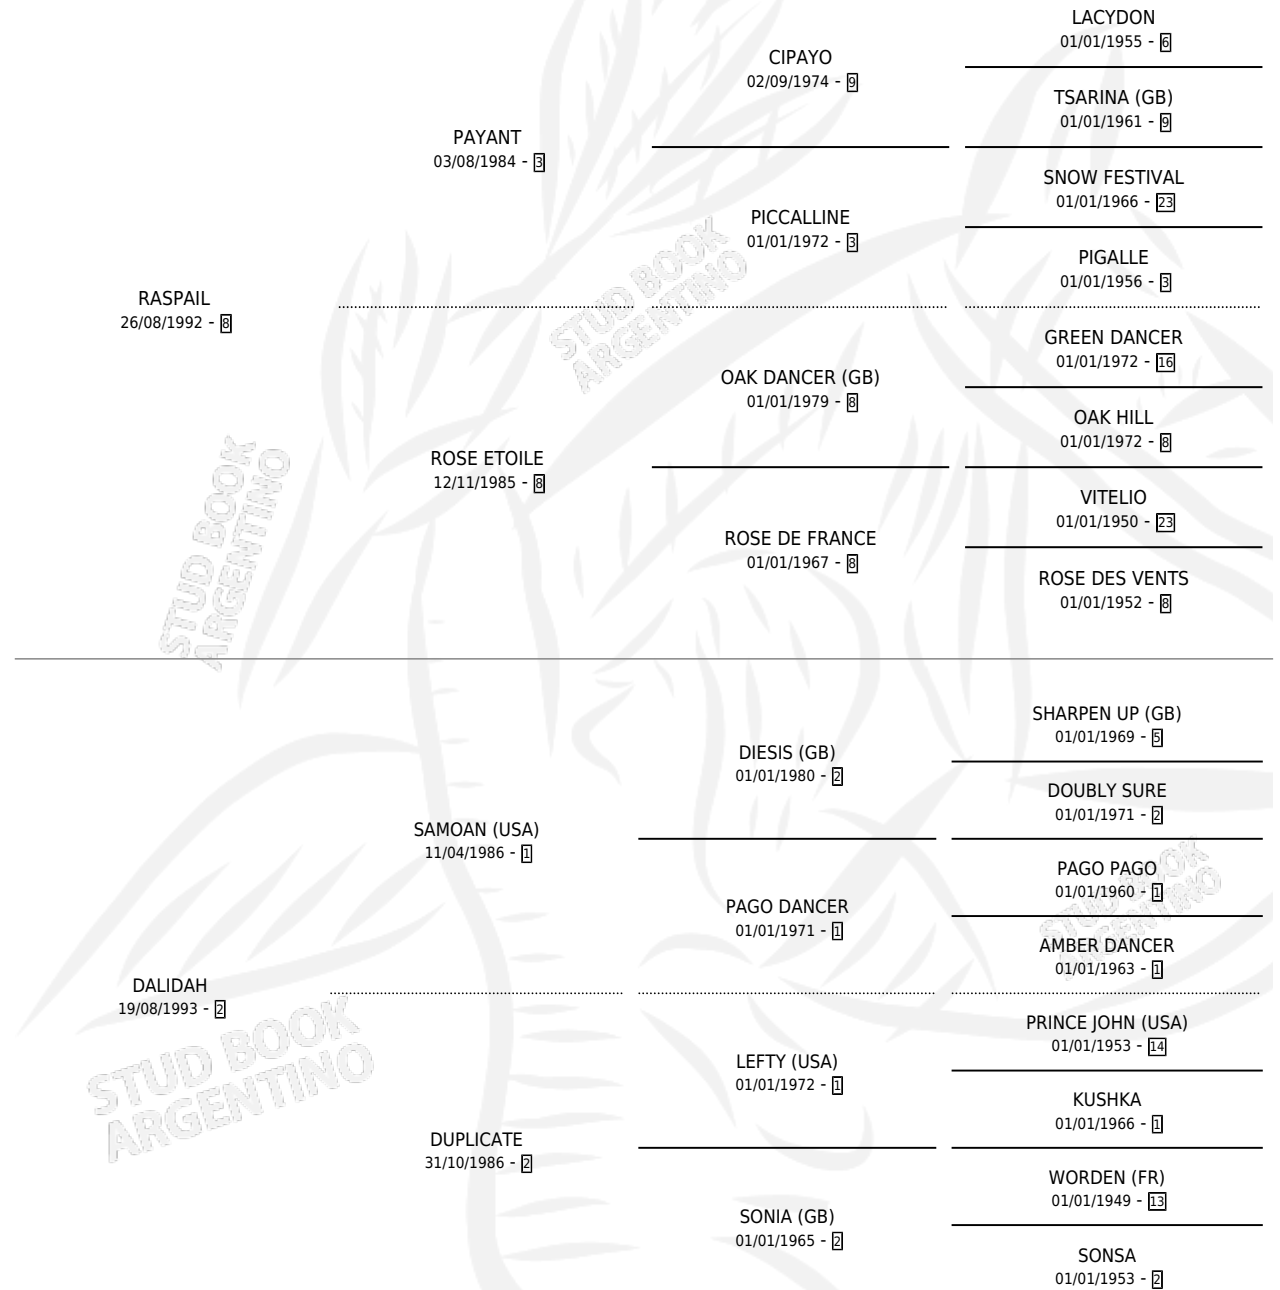 LACYDON
01/01/1955 - 6
CIPAYO
02/09/1974 - 9
TSARINA (GB)
01/01/1961 - 9
PAYANT
03/08/1984 - 3
SNOW FESTIVAL
01/01/1966 - 23
PICCALLINE
01/01/1972 - 3
PIGALLE
01/01/1956 - 3
RASPAIL
26/08/1992 - 8
GREEN DANCER
01/01/1972 - 16
OAK DANCER (GB)
01/01/1979 - 8
OAK HILL
01/01/1972 - 8
ROSE ETOILE
12/11/1985 - 8
VITELIO
01/01/1950 - 23
ROSE DE FRANCE
01/01/1967 - 8
ROSE DES VENTS
01/01/1952 - 8
SHARPEN UP (GB)
01/01/1969 - 5
DIESIS (GB)
01/01/1980 - 2
DOUBLY SURE
01/01/1971 - 2
SAMOAN (USA)
11/04/1986 - 1
PAGO PAGO
01/01/1960 - 1
PAGO DANCER
01/01/1971 - 1
AMBER DANCER
01/01/1963 - 1
DALIDAH
19/08/1993 - 2
PRINCE JOHN (USA)
01/01/1953 - 14
LEFTY (USA)
01/01/1972 - 1
KUSHKA
01/01/1966 - 1
DUPLICATE
31/10/1986 - 2
WORDEN (FR)
01/01/1949 - 13
SONIA (GB)
01/01/1965 - 2
SONSA
01/01/1953 - 2
STUD BOOK
ARGENTINO
STUD BOOK
ARGENTINO
STUD BOOK
ARGENTINO
STUD BOOK
ARGENTINO